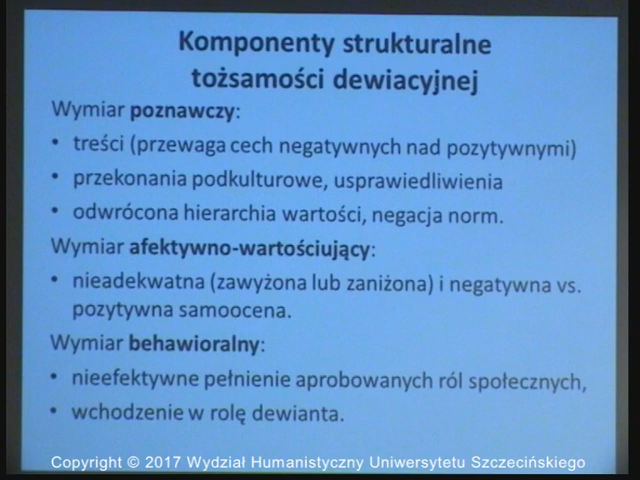 Komponenty strukturalne
tożsamości dewiacyjnej
Wymiar poznawczy:
• treści (przewaga cech negatywnych nad pozytywnymi)
• przekonania podkulturowe, usprawiedliwienia
• odwrócona hierarchia wartości, negacja norm.
Wymiar afektywno-wartościujący:
• nieadekwatna (zawyżona lub zaniżona) i negatywna vs.
pozytywna samoocena.
Wymiar behawioralny:
• nieefektywne pełnienie aprobowanych ról społecznych,
• wchodzenie w rolę dewianta.
Copyright © 2017 Wydział Humanistyczny Uniwersytetu Szczecińskiego